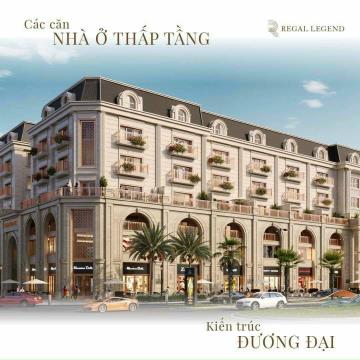 Các căn
NHÀ Ở THẤP TẦNG
REGAL LEGEND
Kiến trúc
ĐƯƠNG ĐẠI